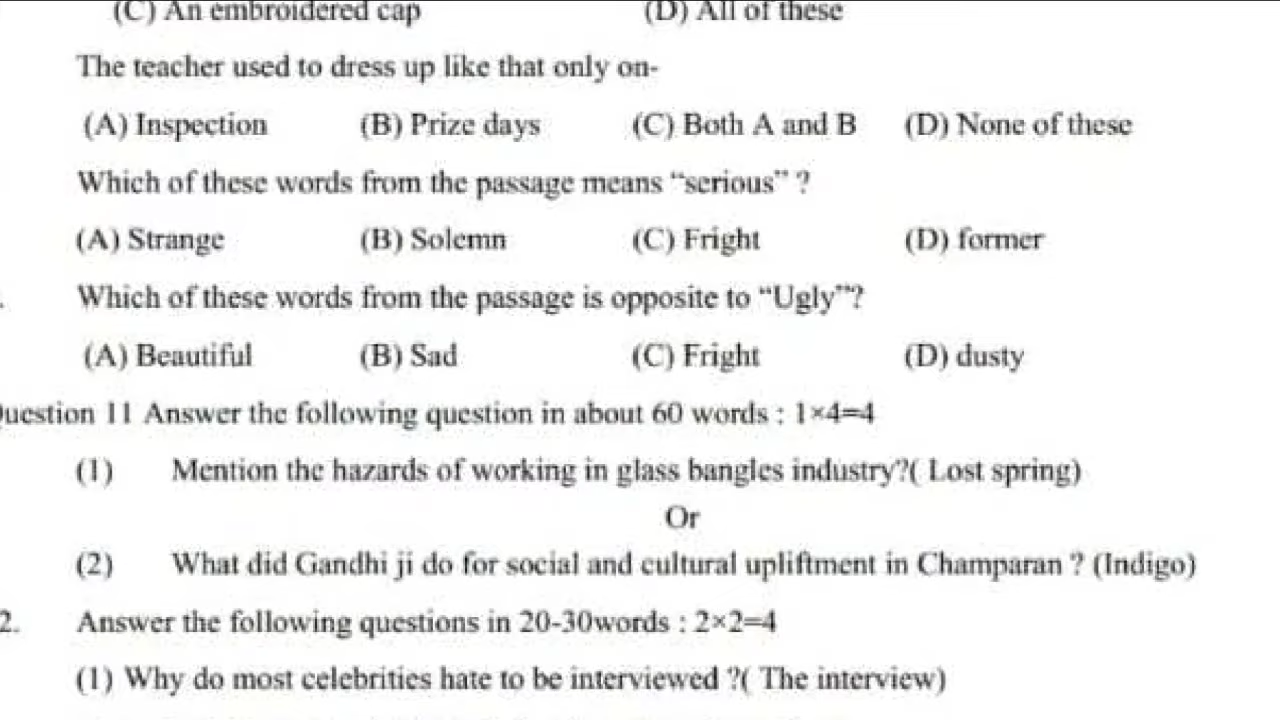 (C) An embroidered cap (D) All of these
The teacher used to dress up like that only on-
(A) Inspection (B) Prize days (C) Both A and B (D) None of these
Which of these words from the passage means “serious” ?
(A) Strange (B) Solemn (C) Fright (D) former
Which of these words from the passage is opposite to “Ugly”?
(A) Beautiful (B) Sad (C) Fright (D) dusty
Question 11 Answer the following question in about 60 words : 1×4=4
(1) Mention the hazards of working in glass bangles industry?( Lost spring)
Or
(2) What did Gandhi ji do for social and cultural upliftment in Champaran ? (Indigo)
2. Answer the following questions in 20-30words : 2×2=4
(1) Why do most celebrities hate to be interviewed ?( The interview)